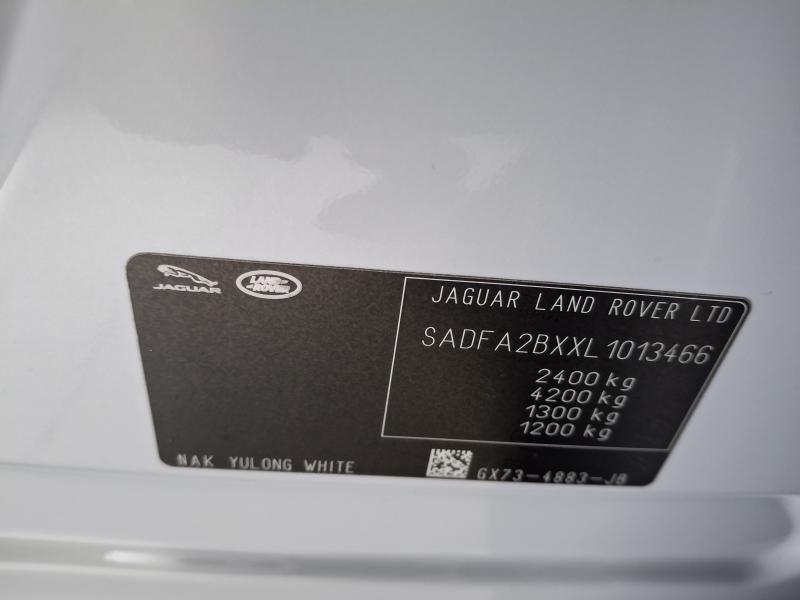 JAGUAR
LAND
ROVER
JAGUAR LAND ROVER LTD
SADFA2BXXL1013466
2400 kg
4200 kg
1300 kg
1200 kg
NAK YULONG WHITE
GX73-4883-JB